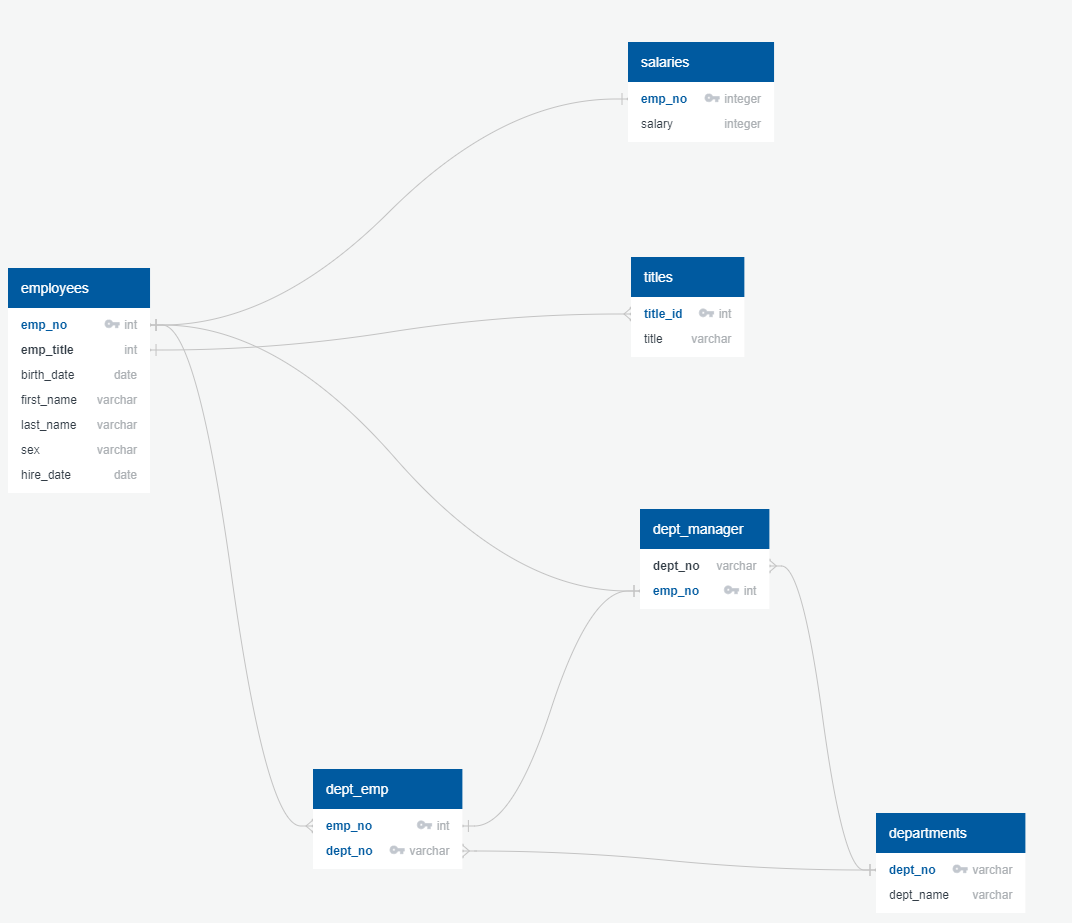 salaries
emp_no integer
salary integer
employees
emp_no int
emp_title int
birth_date date
first_name varchar
last_name varchar
sex varchar
hire_date date
titles
title_id int
title varchar
dept_manager
dept_no varchar
emp_no int
dept_emp
emp_no int
dept_no varchar
departments
dept_no varchar
dept_name varchar